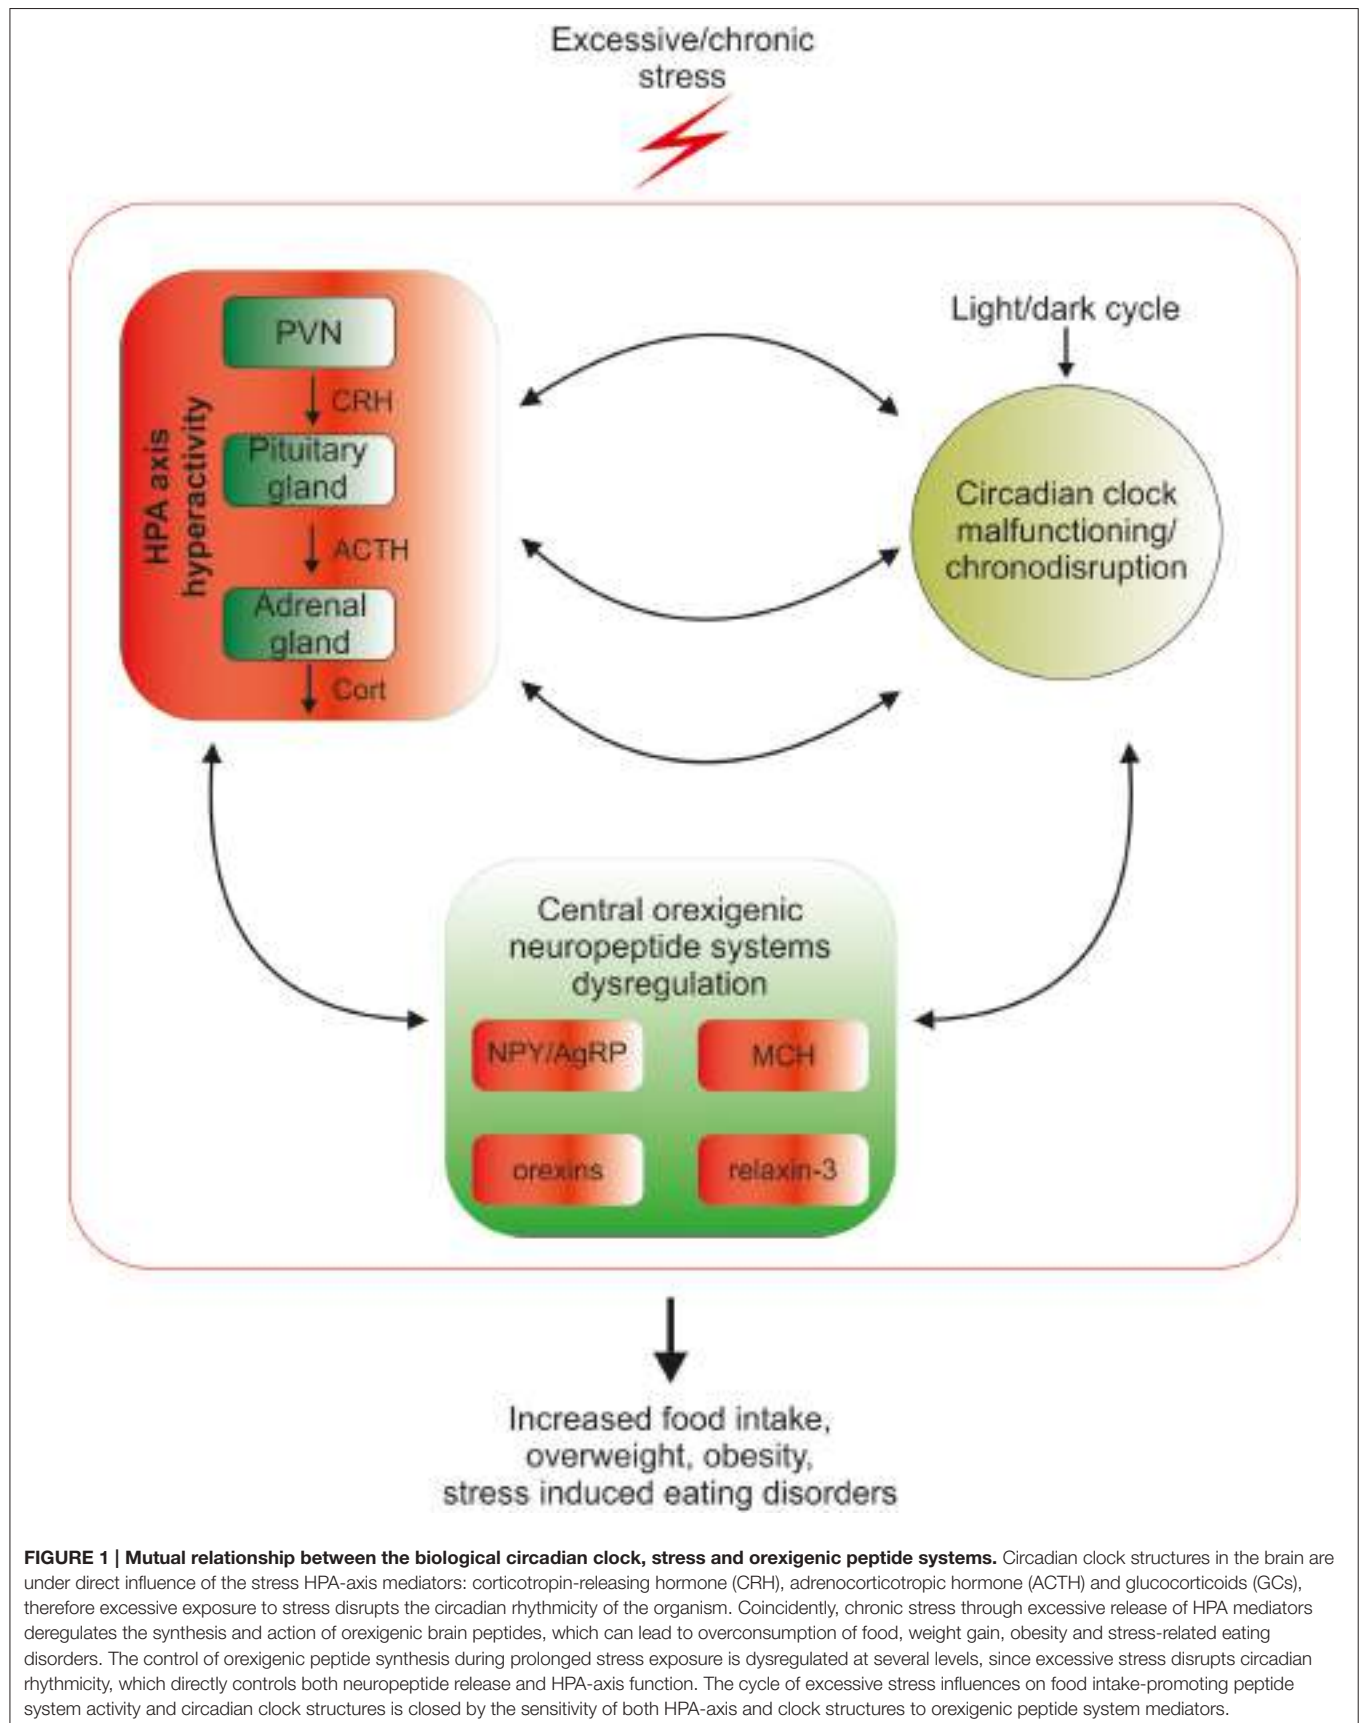 Excessive/chronic
stress
PVN
CRH
Pituitary
gland
ACTH
Adrenal
gland
Cort
HPA axis
hyperactivity
Light/dark cycle
Circadian clock
malfunctioning/
chronodisruption
Central orexigenic
neuropeptide systems
dysregulation
NPY/AgRP
MCH
orexins
relaxin-3
Increased food intake,
overweight, obesity,
stress induced eating disorders
FIGURE 1 | Mutual relationship between the biological circadian clock, stress and orexigenic peptide systems. Circadian clock structures in the brain are
under direct influence of the stress HPA-axis mediators: corticotropin-releasing hormone (CRH), adrenocorticotropic hormone (ACTH) and glucocorticoids (GCs),
therefore excessive exposure to stress disrupts the circadian rhythmicity of the organism. Coincidently, chronic stress through excessive release of HPA mediators
deregulates the synthesis and action of orexigenic brain peptides, which can lead to overconsumption of food, weight gain, obesity and stress-related eating
disorders. The control of orexigenic peptide synthesis during prolonged stress exposure is dysregulated at several levels, since excessive stress disrupts circadian
rhythmicity, which directly controls both neuropeptide release and HPA-axis function. The cycle of excessive stress influences on food intake-promoting peptide
system activity and circadian clock structures is closed by the sensitivity of both HPA-axis and clock structures to orexigenic peptide system mediators.